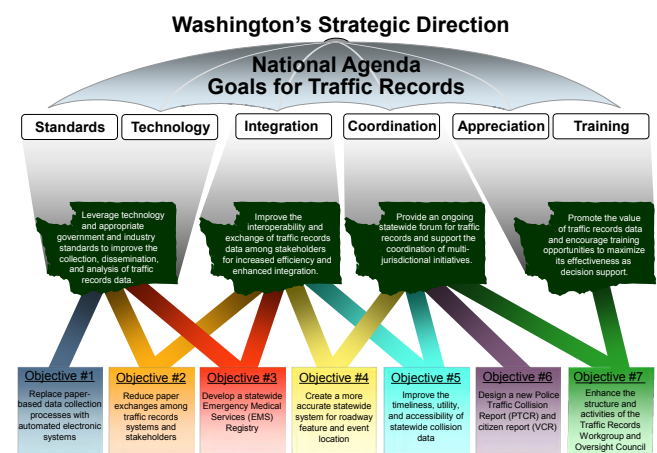 Washington's Strategic Direction
National Agenda
Goals for Traffic Records
Standards
Technology
Integration
Coordination
Appreciation
Training
Leverage technology
and appropriate
government and industry
standards to improve the
collection, dissemination,
and analysis of traffic
records data.
Improve the
interoperability and
exchange of traffic records
data among stakeholders
for increased efficiency and
enhanced integration.
Provide an ongoing
statewide forum for traffic
records and support the
coordination of multi-
jurisdictional initiatives.
Promote the value
of traffic records data
and encourage training
opportunities to maximize
its effectiveness as
decision support.
Objective #1
Replace paper-
based data collection
processes with
automated electronic
systems
Objective #2
Reduce paper
exchanges among
traffic records
systems and
stakeholders
Objective #3
Develop a statewide
Emergency Medical
Services (EMS)
Registry
Objective #4
Create a more
accurate statewide
system for roadway
feature and event
location
Objective #5
Improve the
timeliness, utility,
and accessibility of
statewide collision
data
Objective #6
Design a new Police
Traffic Collision
Report (PTCR) and
citizen report (VCR)
Objective #7
Enhance the
structure and
activities of the
Traffic Records
Workgroup and
Oversight Council